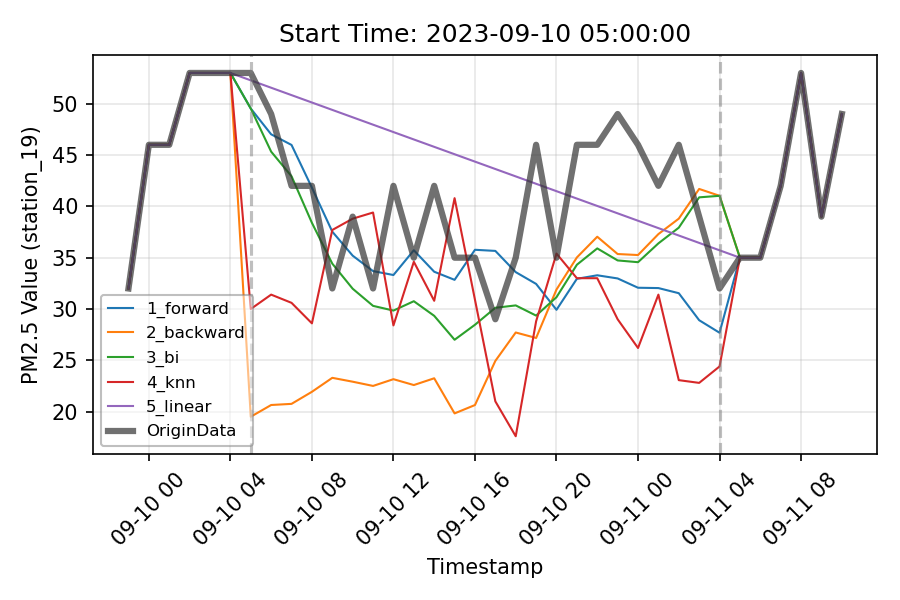 Start Time: 2023-09-10 05:00:00
PM2.5 Value (station_19)
50
45
40
35
30
25
20
1_forward
2_backward
3_bi
4_knn
5_linear
OriginData
09-10 00
09-10 04
09-10 08
09-10 12
09-10 16
09-10 20
09-11 00
09-11 04
09-11 08
Timestamp